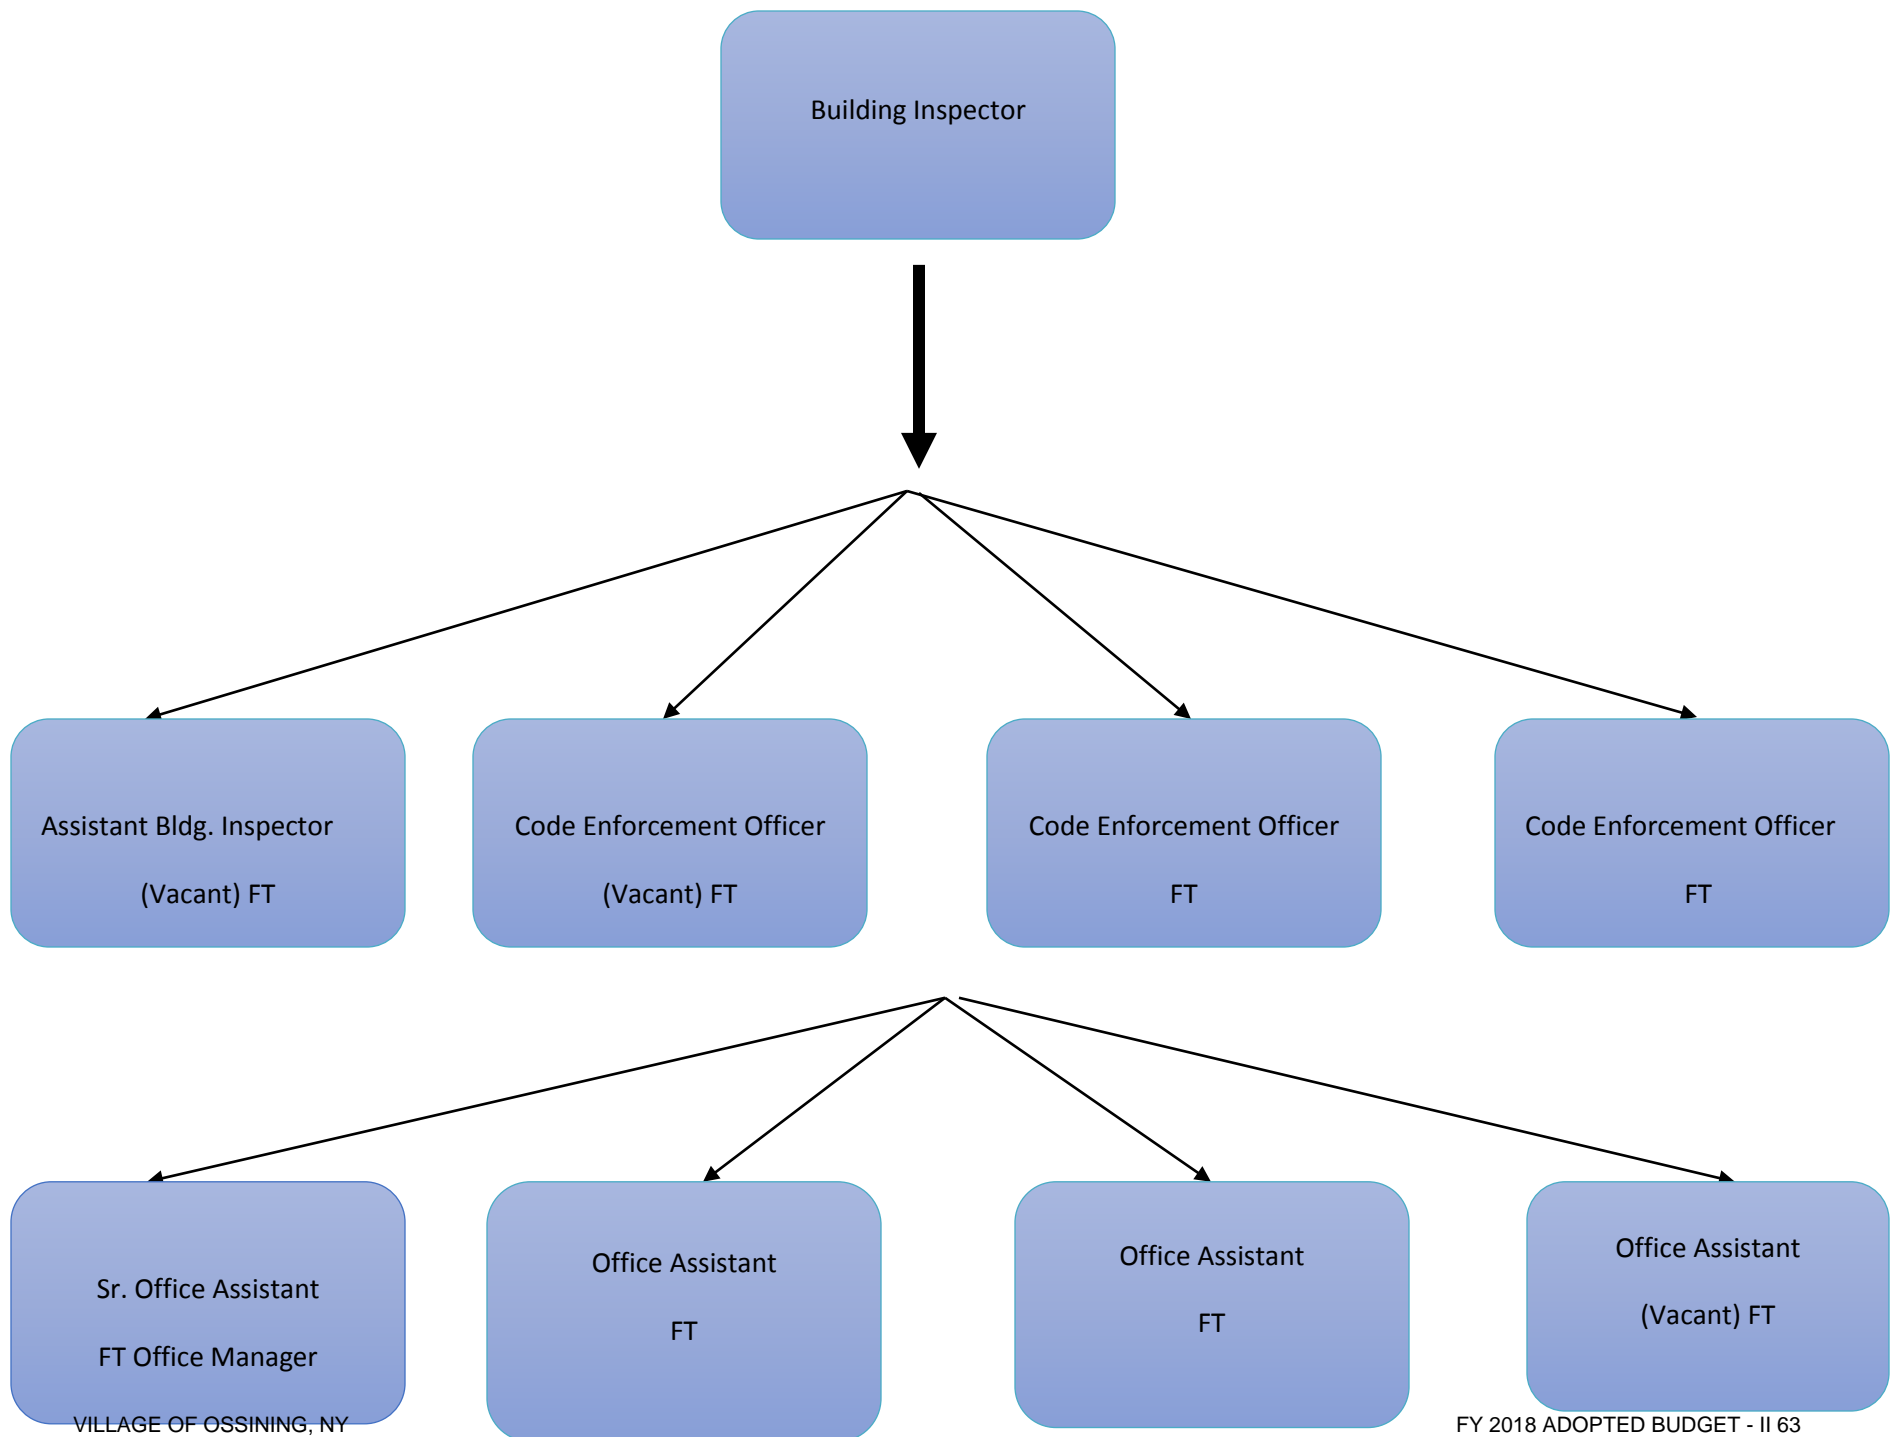 Building Inspector
Assistant Bldg. Inspector
(Vacant) FT
Code Enforcement Officer
(Vacant) FT
Code Enforcement Officer
FT
Code Enforcement Officer
FT
Sr. Office Assistant
FT Office Manager
Office Assistant
FT
Office Assistant
FT
Office Assistant
(Vacant) FT
VILLAGE OF OSSINING, NY
FY 2018 ADOPTED BUDGET - II 63